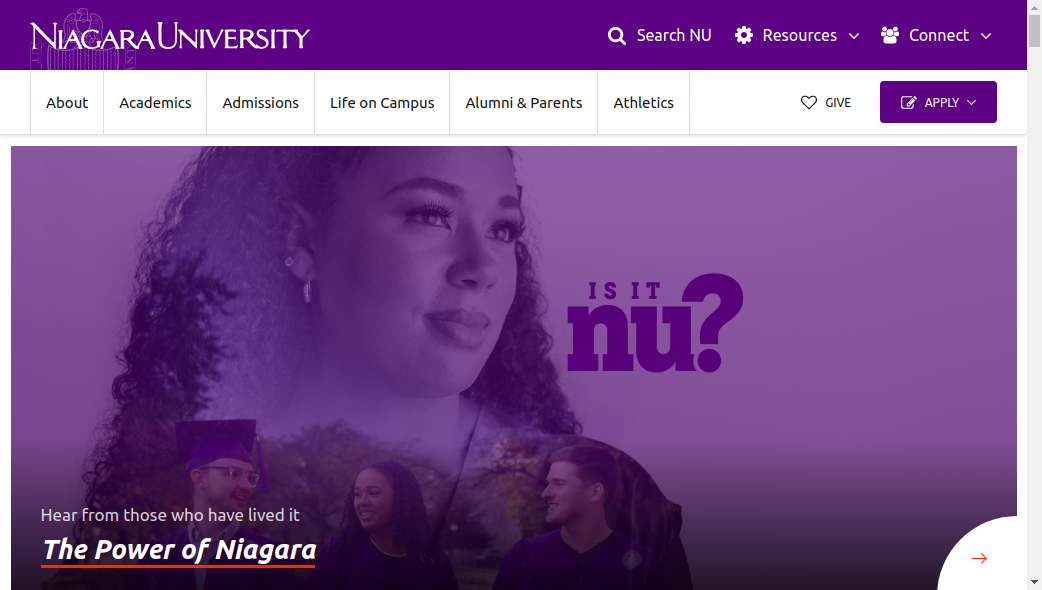 NIAGARA UNIVERSITY
Search NU
Resources
Connect
About
Academics
Admissions
Life on Campus
Alumni & Parents
Athletics
GIVE
APPLY
IS IT
nu?
Hear from those who have lived it
The Power of Niagara